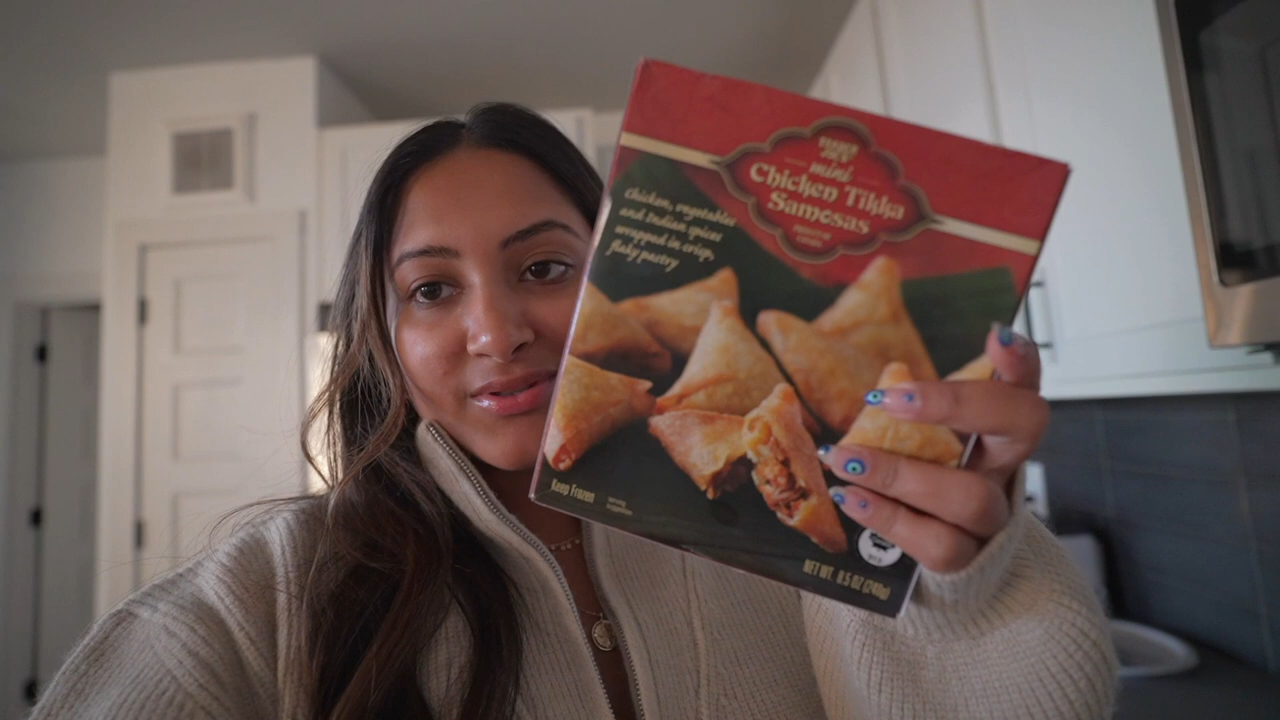 TRADER
JOE'S
mini
Chicken Tikka
Samosas
Chicken, vegetables
and Indian spices
wrapped in crisp,
flaky pastry
Keep Frozen
NET WT. 8.5 OZ (240g)